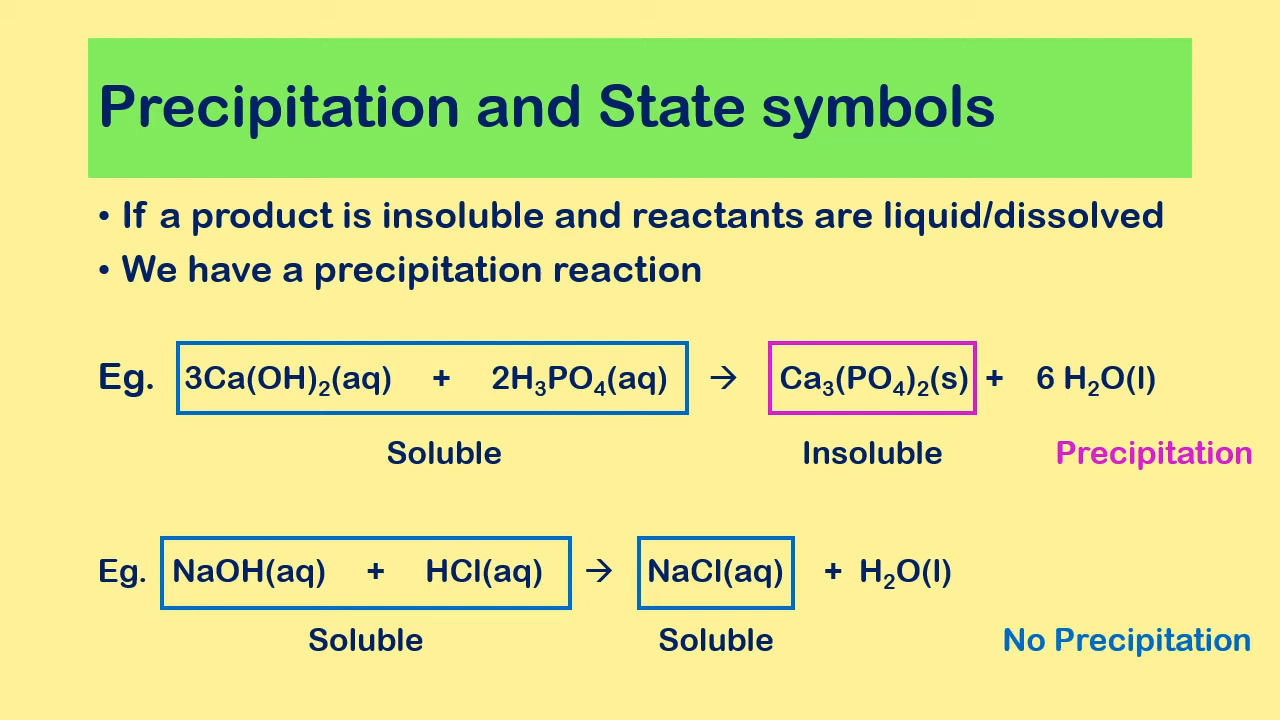 Precipitation and State symbols
• If a product is insoluble and reactants are liquid/dissolved
• We have a precipitation reaction
Eg. 3Ca(OH)₂(aq) + 2H₃PO₄(aq) → Ca₃(PO₄)₂(s) + 6 H₂O(l)
Soluble Insoluble Precipitation
Eg. NaOH(aq) + HCl(aq) → NaCl(aq) + H₂O(l)
Soluble Soluble No Precipitation